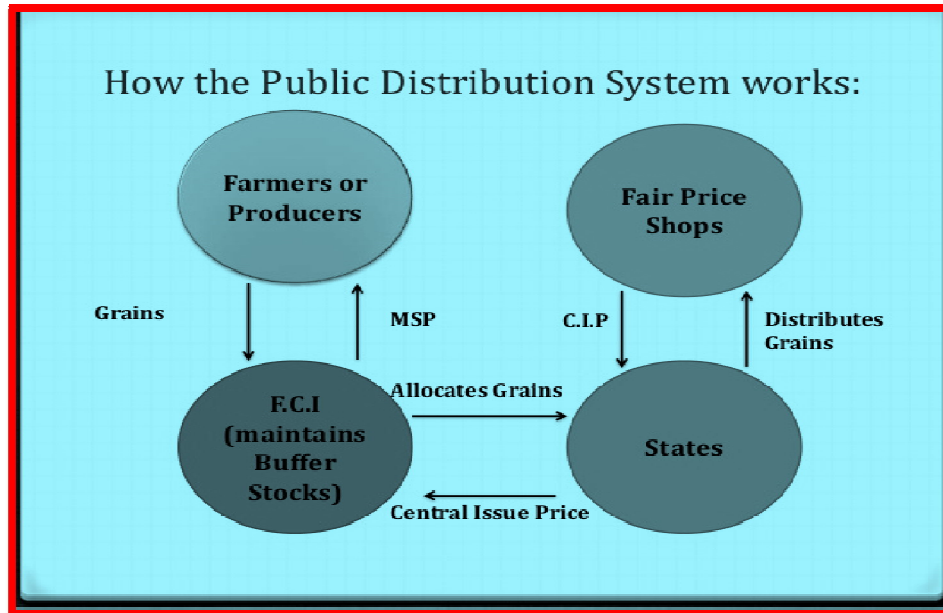 How the Public Distribution System works:
Farmers or
Producers
Fair Price
Shops
Grains
MSP
C.I.P
Distributes
Grains
Allocates Grains
F.C.I
(maintains
Buffer
Stocks)
States
Central Issue Price